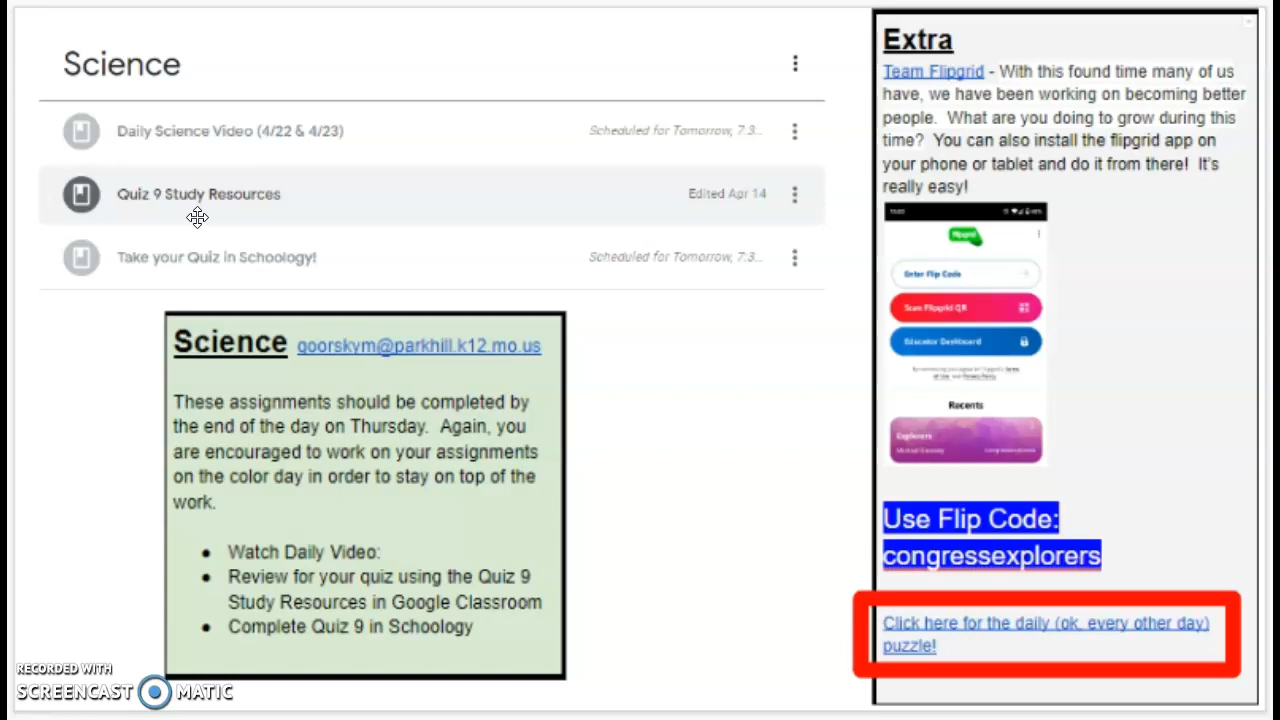 Science
Daily Science Video (4/22 & 4/23)
Scheduled for Tomorrow, 7:3...
Quiz 9 Study Resources
Edited Apr 14
Take your Quiz in Schoology!
Scheduled for Tomorrow, 7:3...
Science goorskym@parkhill.k12.mo.us
These assignments should be completed by
the end of the day on Thursday. Again, you
are encouraged to work on your assignments
on the color day in order to stay on top of the
work.
● Watch Daily Video:
● Review for your quiz using the Quiz 9
Study Resources in Google Classroom
● Complete Quiz 9 in Schoology
RECORDED WITH
SCREENCAST MATIC
Extra
Team Flipgrid - With this found time many of us
have, we have been working on becoming better
people. What are you doing to grow during this
time? You can also install the flipgrid app on
your phone or tablet and do it from there! It's
really easy!
Flipgrid
Enter Flip Code
Scan Flipgrid QR
Educator Dashboard
Recents
Explorers
Use Flip Code:
congressexplorers
Click here for the daily (ok, every other day)
puzzle!